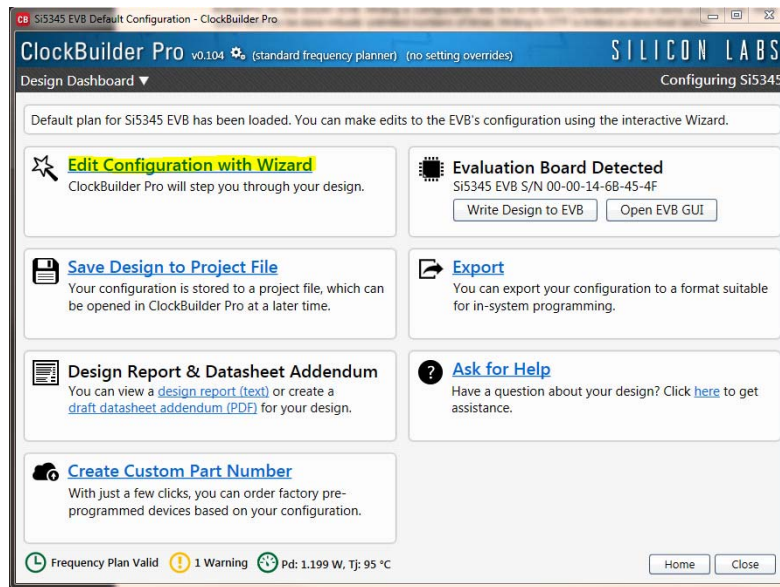 Si5345 EVB Default Configuration - ClockBuilder Pro
ClockBuilder Pro v0.104 (standard frequency planner) (no setting overrides) SILICON LABS
Design Dashboard ▼ Configuring Si5345
Default plan for Si5345 EVB has been loaded. You can make edits to the EVB's configuration using the interactive Wizard.
Edit Configuration with Wizard
ClockBuilder Pro will step you through your design.
Evaluation Board Detected
Si5345 EVB S/N 00-00-14-6B-45-4F
Write Design to EVB Open EVB GUI
Save Design to Project File
Your configuration is stored to a project file, which can
be opened in ClockBuilder Pro at a later time.
Export
You can export your configuration to a format suitable
for in-system programming.
Design Report & Datasheet Addendum
You can view a design report (text) or create a
draft datasheet addendum (PDF) for your design.
Ask for Help
Have a question about your design? Click here to get
assistance.
Create Custom Part Number
With just a few clicks, you can order factory pre-
programmed devices based on your configuration.
Frequency Plan Valid 1 Warning Pd: 1.199 W, Tj: 95 °C
Home Close